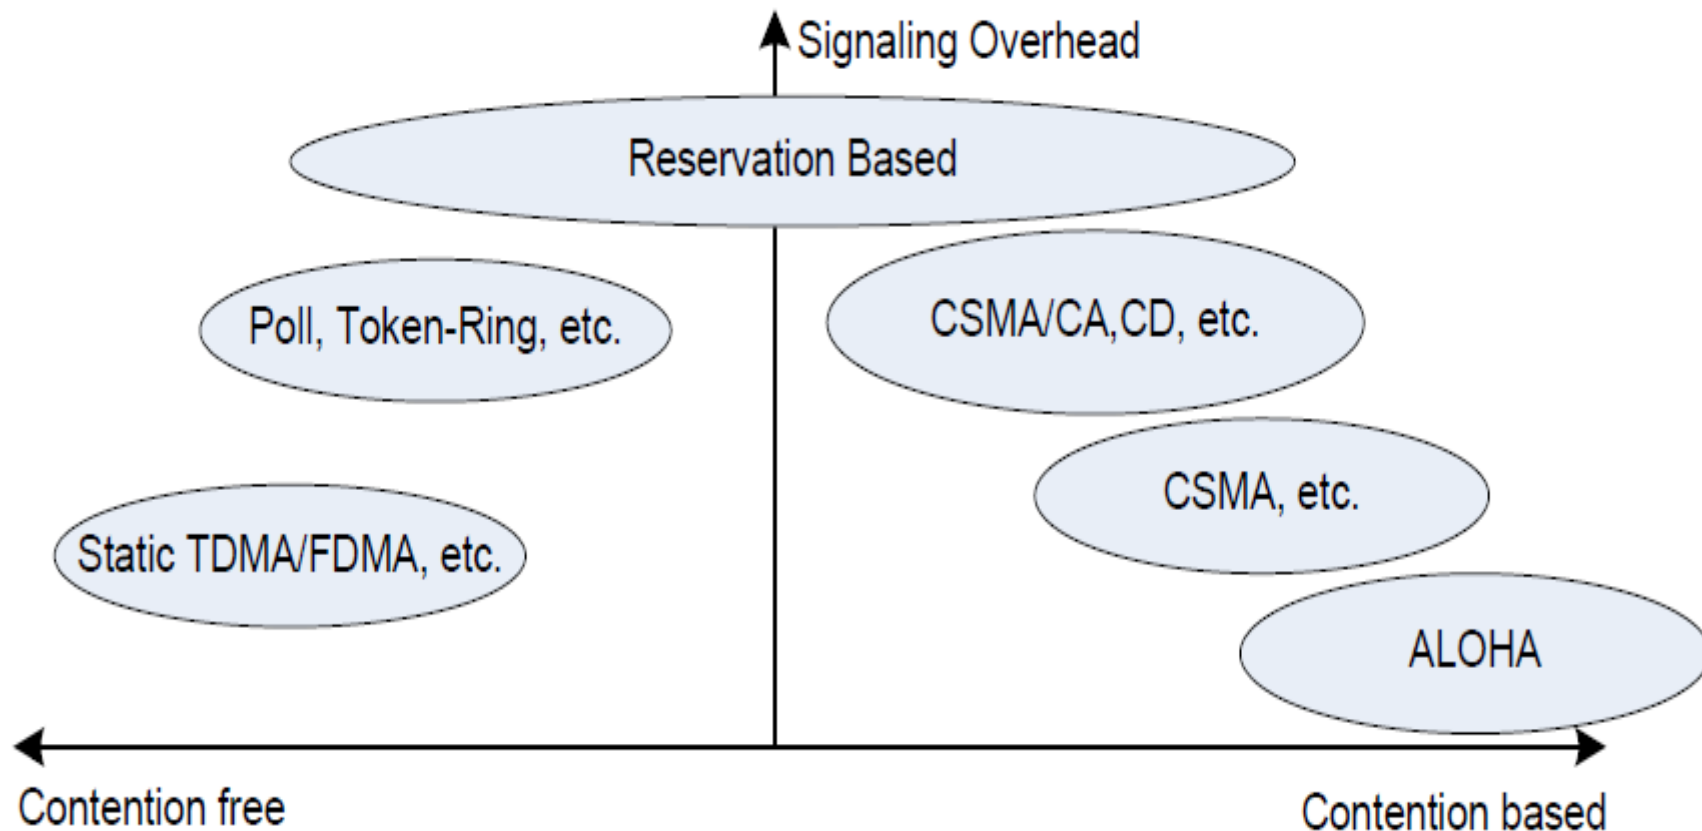 Signaling Overhead
Reservation Based
Poll, Token-Ring, etc.
CSMA/CA,CD, etc.
CSMA, etc.
Static TDMA/FDMA, etc.
ALOHA
Contention free
Contention based